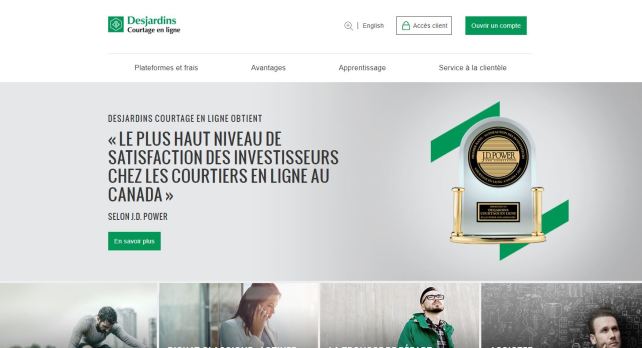 Desjardins
Courtage en ligne
English
Accès client
Ouvrir un compte
Plateformes et frais
Avantages
Apprentissage
Service à la clientèle
DESJARDINS COURTAGE EN LIGNE OBTIENT
« LE PLUS HAUT NIVEAU DE
SATISFACTION DES INVESTISSEURS
CHEZ LES COURTIERS EN LIGNE AU
CANADA »
SELON J.D. POWER
En savoir plus
J.D. POWER
DESJARDINS
COURTAGE EN LIGNE